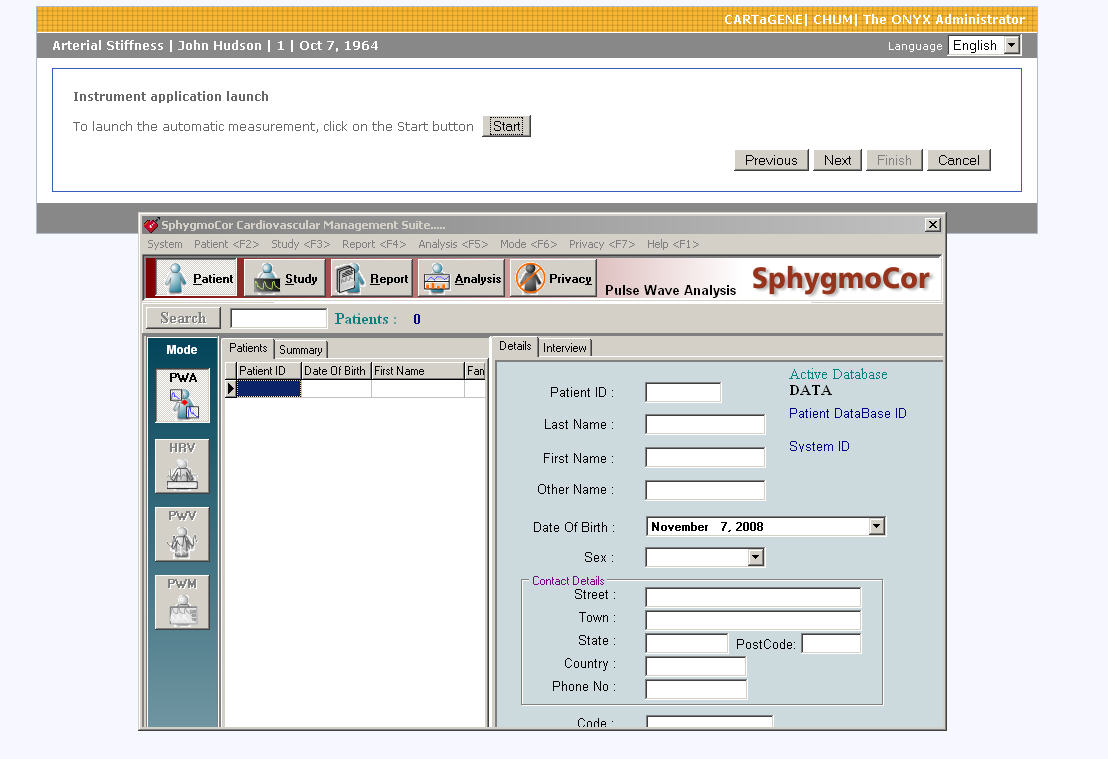 CARTaGENE| CHUM| The ONYX Administrator
Arterial Stiffness | John Hudson | 1 | Oct 7, 1964 Language English
Instrument application launch
To launch the automatic measurement, click on the Start button Start
Previous Next Finish Cancel
SphygmoCor Cardiovascular Management Suite.....
System Patient <F2> Study <F3> Report <F4> Analysis <F5> Mode <F6> Privacy <F7> Help <F1>
Patient Study Report Analysis Privacy Pulse Wave Analysis SphygmoCor
Search Patients : 0
Mode
PWA
HRV
PWV
PWM
Patients Summary
Patient ID Date Of Birth First Name Fan
Details Interview
Active Database
DATA
Patient DataBase ID
System ID
Patient ID :
Last Name :
First Name :
Other Name :
Date Of Birth : November 7, 2008
Sex :
Contact Details
Street :
Town :
State : PostCode:
Country :
Phone No :
Code :